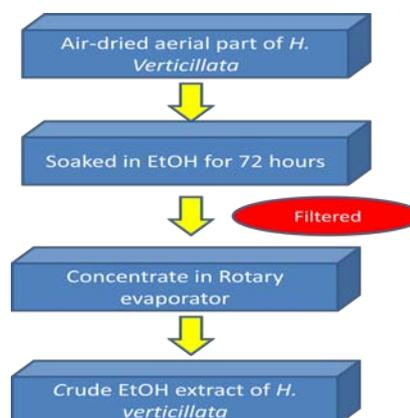 Air-dried aerial part of H.
Verticillata
Soaked in EtOH for 72 hours
Filtered
Concentrate in Rotary
evaporator
Crude EtOH extract of H.
verticillata